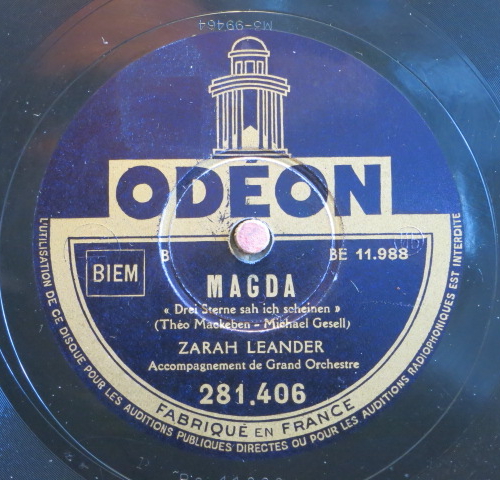 M3-99464
ODÉON
BIEM
B
BE 11.988
MAGDA
« Drei Sterne sah ich scheinen »
(Théo Mackeben - Michael Gesell)
ZARAH LEANDER
Accompagnement de Grand Orchestre
281.406
FABRIQUÉ EN FRANCE
L'UTILISATION DE CE DISQUE POUR LES AUDITIONS PUBLIQUES DIRECTES OU POUR LES AUDITIONS RADIOPHONIQUES EST INTERDITE